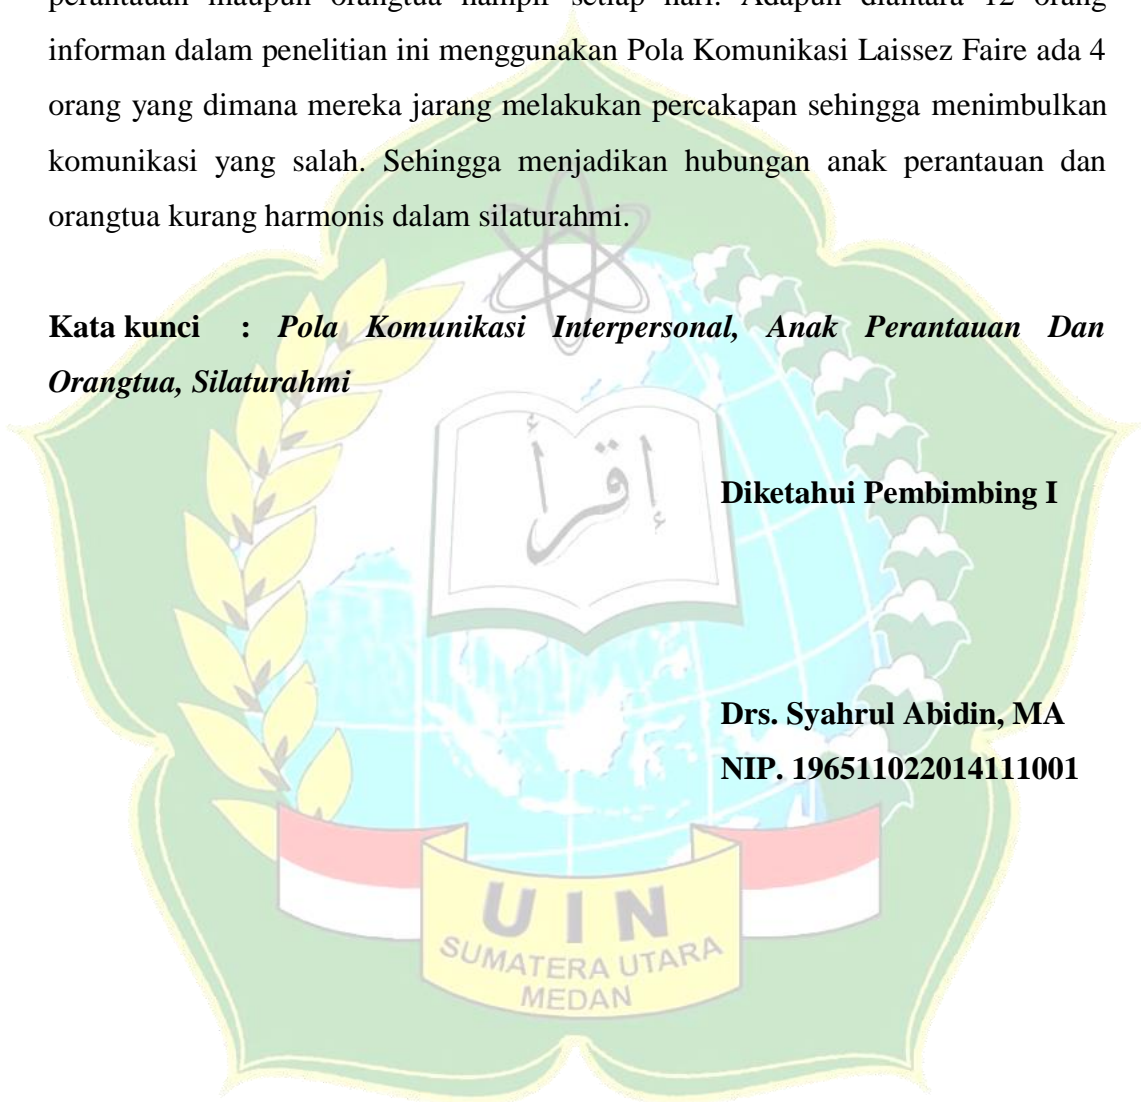 perantauan maupun orangtua hampir setiap hari. Adapun diantara 12 orang
informan dalam penelitian ini menggunakan Pola Komunikasi Laissez Faire ada 4
orang yang dimana mereka jarang melakukan percakapan sehingga menimbulkan
komunikasi yang salah. Sehingga menjadikan hubungan anak perantauan dan
orangtua kurang harmonis dalam silaturahmi.
Kata kunci : Pola Komunikasi Interpersonal, Anak Perantauan Dan
Orangtua, Silaturahmi
إقرأ
Diketahui Pembimbing I
Drs. Syahrul Abidin, MA
NIP. 196511022014111001
UIN
SUMATERA UTARA
MEDAN